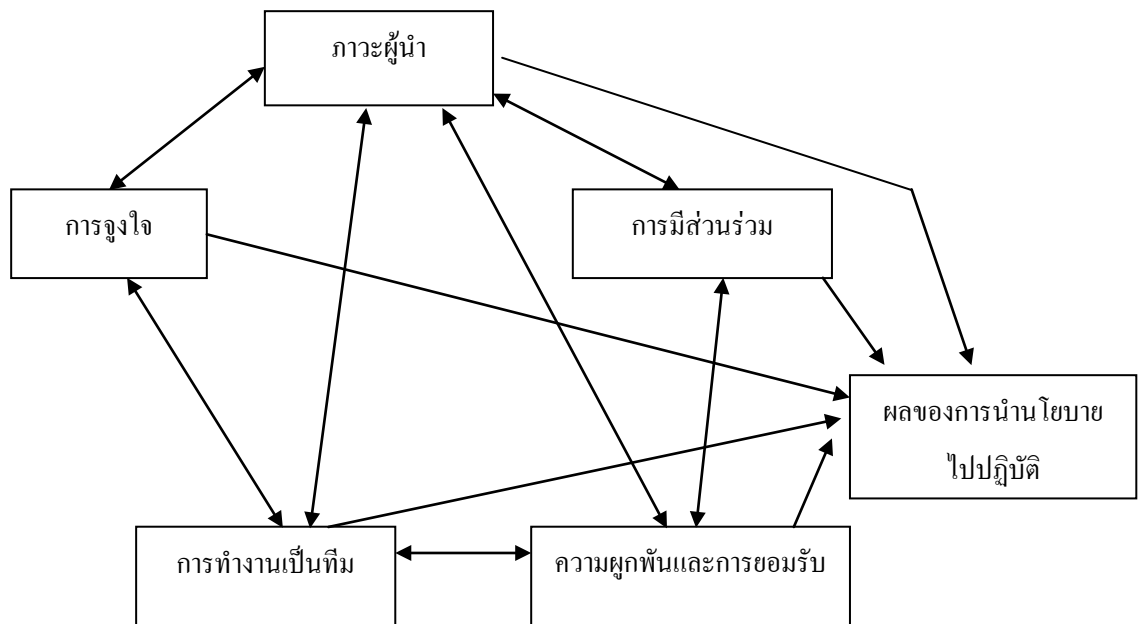 ภาวะผู้นำ
การจูงใจ
การมีส่วนร่วม
ผลของการนำนโยบาย
ไปปฏิบัติ
การทำงานเป็นทีม
ความผูกพันและการยอมรับ